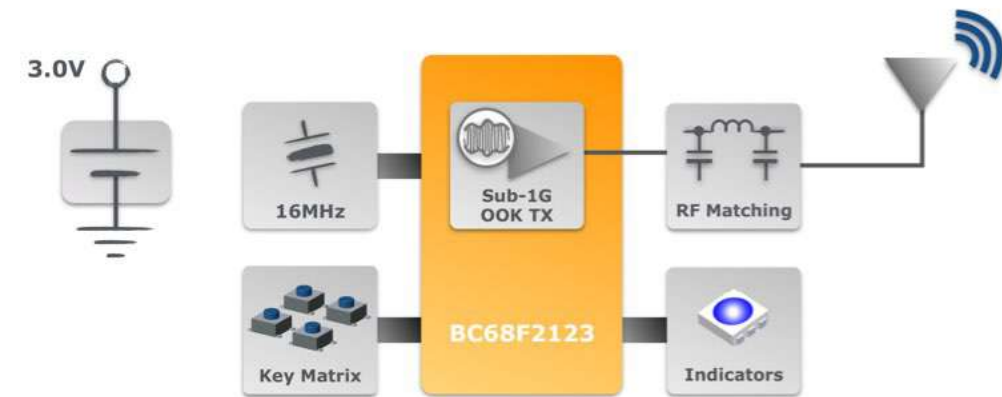 3.0V
16MHz
Sub-1G
OOK TX
RF Matching
Key Matrix
BC68F2123
Indicators